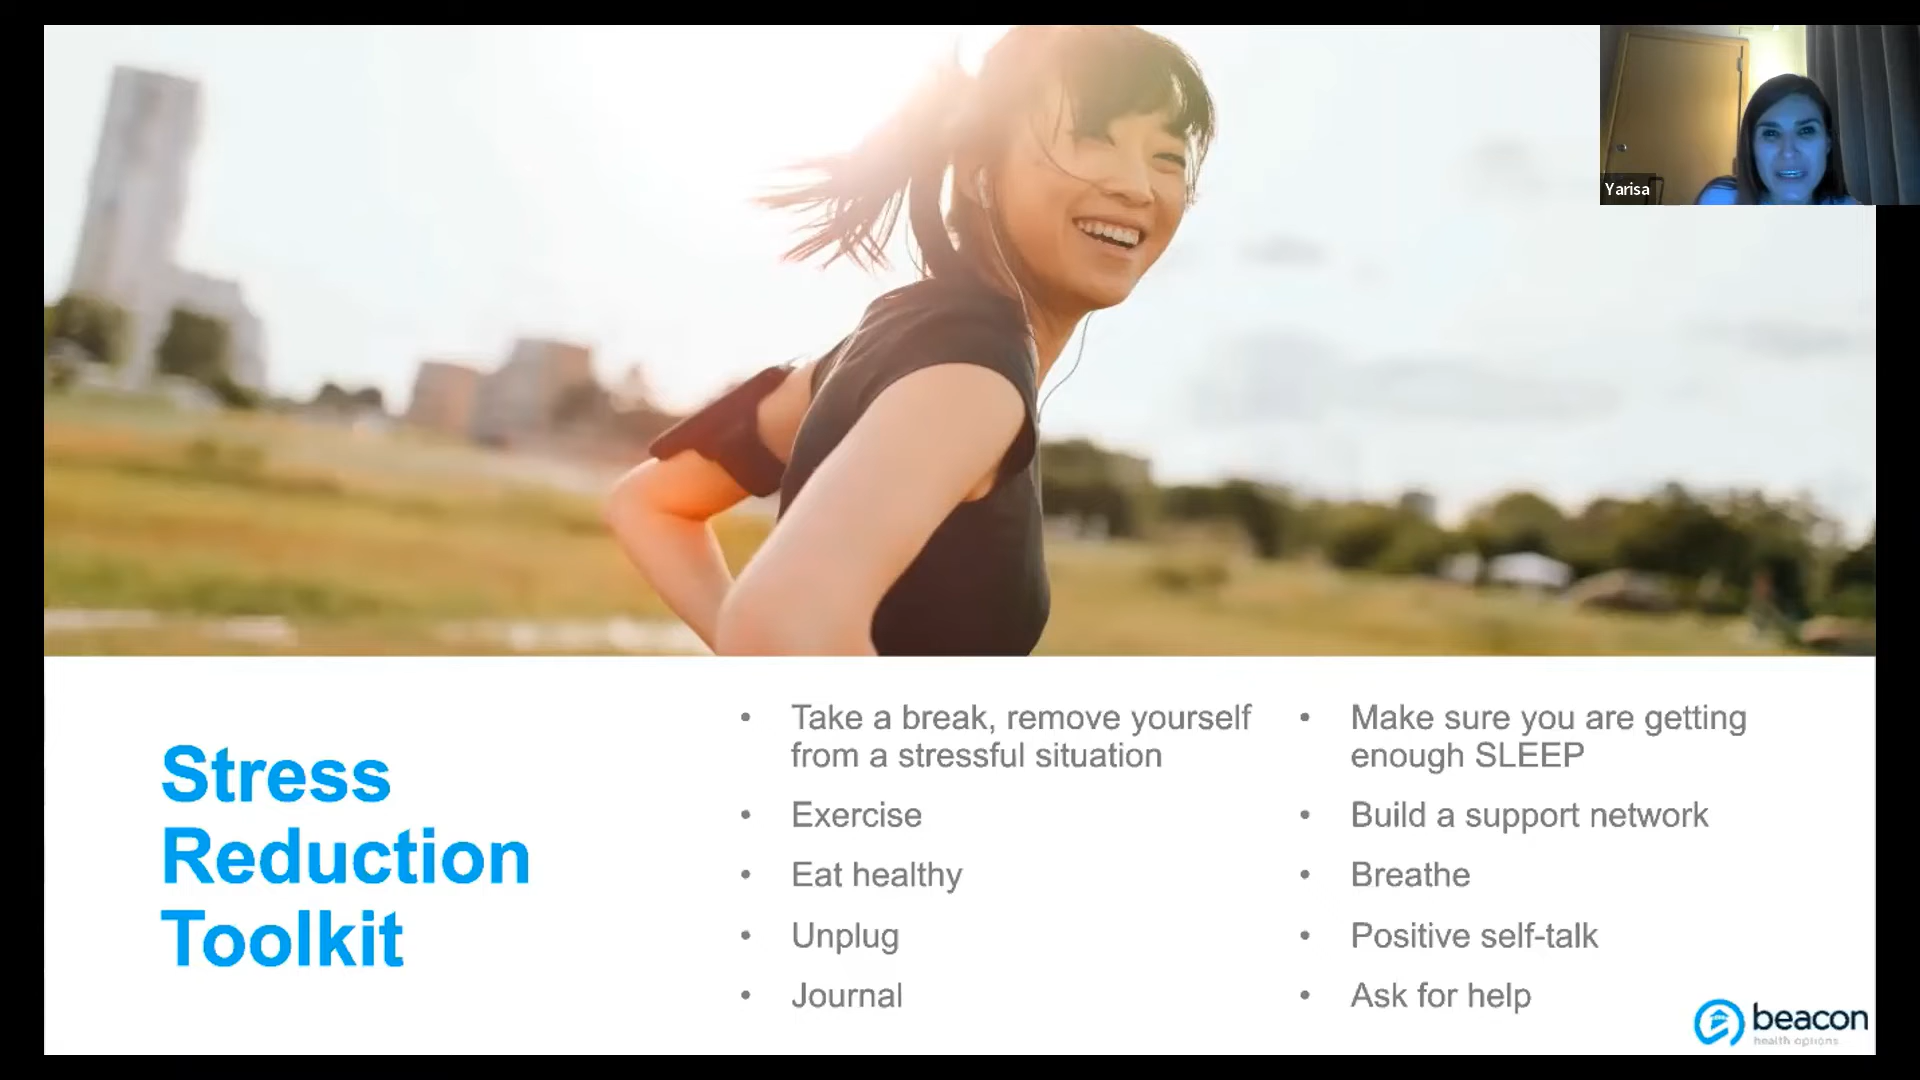 Yarisa
Stress
Reduction
Toolkit
• Take a break, remove yourself
from a stressful situation
• Exercise
• Eat healthy
• Unplug
• Journal
• Make sure you are getting
enough SLEEP
• Build a support network
• Breathe
• Positive self-talk
• Ask for help
beacon
health options